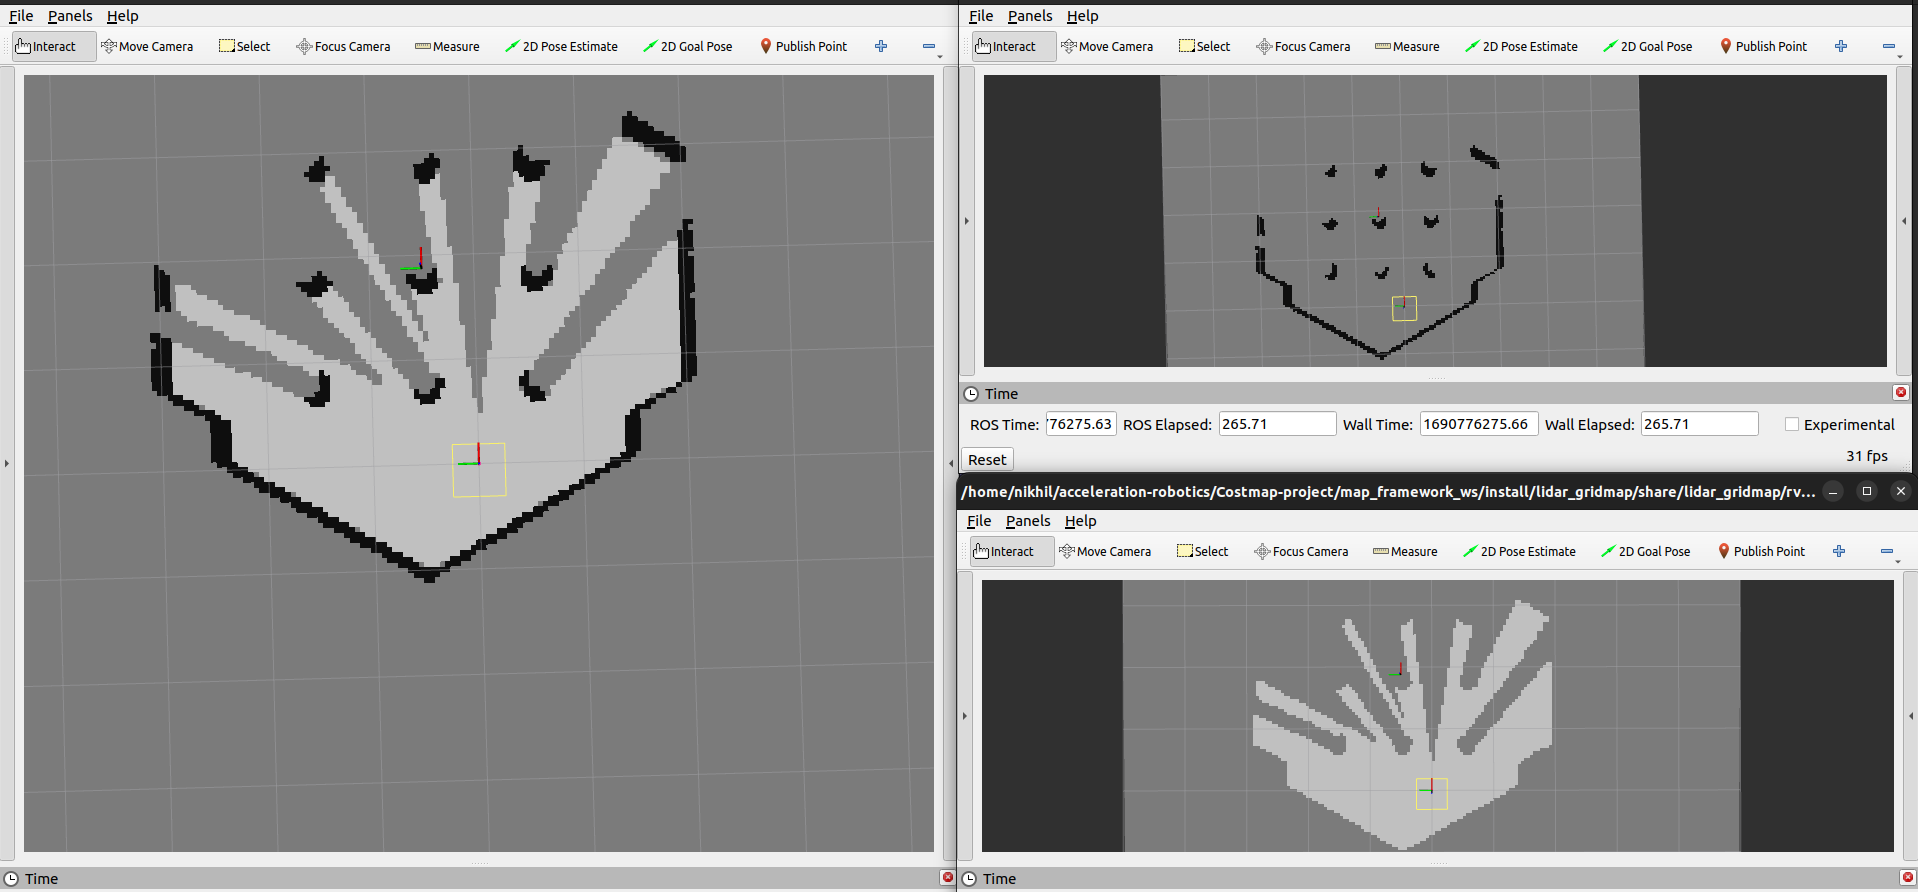 File Panels Help
Interact Move Camera Select Focus Camera Measure 2D Pose Estimate 2D Goal Pose Publish Point
Time
File Panels Help
Interact Move Camera Select Focus Camera Measure 2D Pose Estimate 2D Goal Pose Publish Point
Time
ROS Time: 76275.63 ROS Elapsed: 265.71 Wall Time: 1690776275.66 Wall Elapsed: 265.71 Experimental
Reset 31 fps
/home/nikhil/acceleration-robotics/Costmap-project/map_framework_ws/install/lidar_gridmap/share/lidar_gridmap/rv...
File Panels Help
Interact Move Camera Select Focus Camera Measure 2D Pose Estimate 2D Goal Pose Publish Point
Time